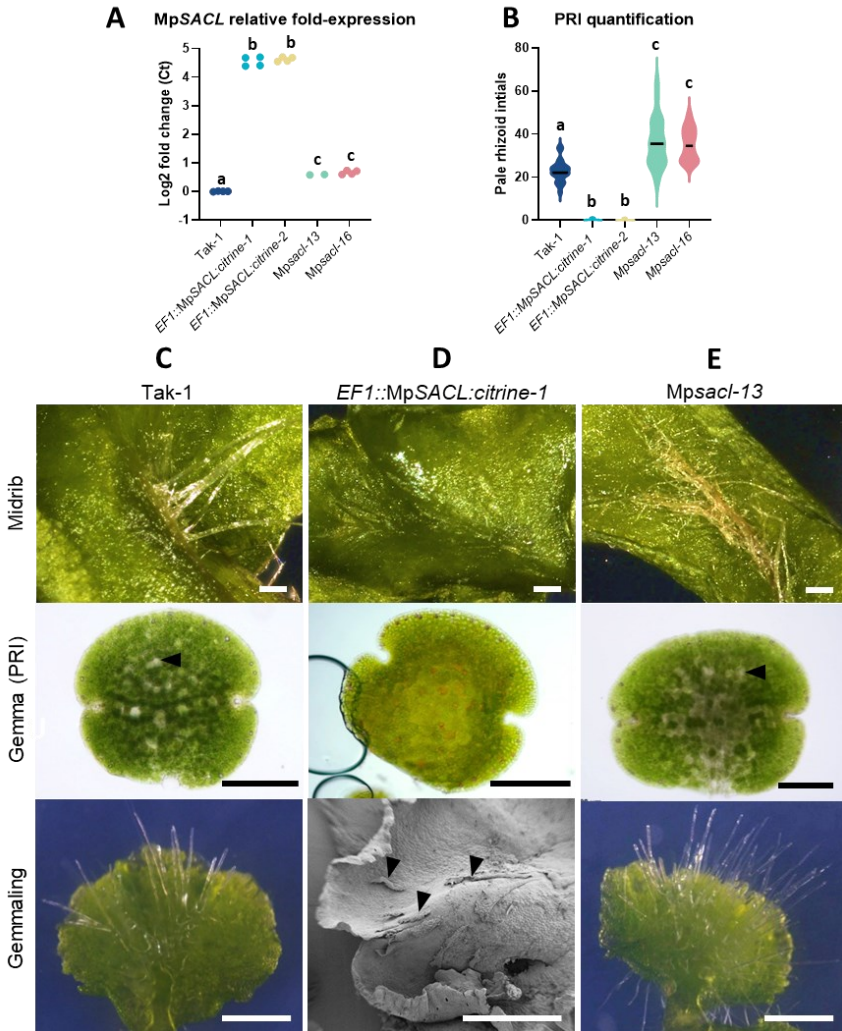 A MpSACL relative fold-expression
Log2 fold change (Ct)
5
4
3
2
1
0
-1
a
b
b
c
c
Tak-1
EF1::MpSACL:citrine-1
EF1::MpSACL:citrine-2
Mpsacl-13
Mpsacl-16
B PRI quantification
Pale rhizoid intials
80
60
40
20
0
a
b
b
c
c
Tak-1
EF1::MpSACL:citrine-1
EF1::MpSACL:citrine-2
Mpsacl-13
Mpsacl-16
C D E
Tak-1 EF1::MpSACL:citrine-1 Mpsacl-13
Midrib
Gemma (PRI)
Gemmaling